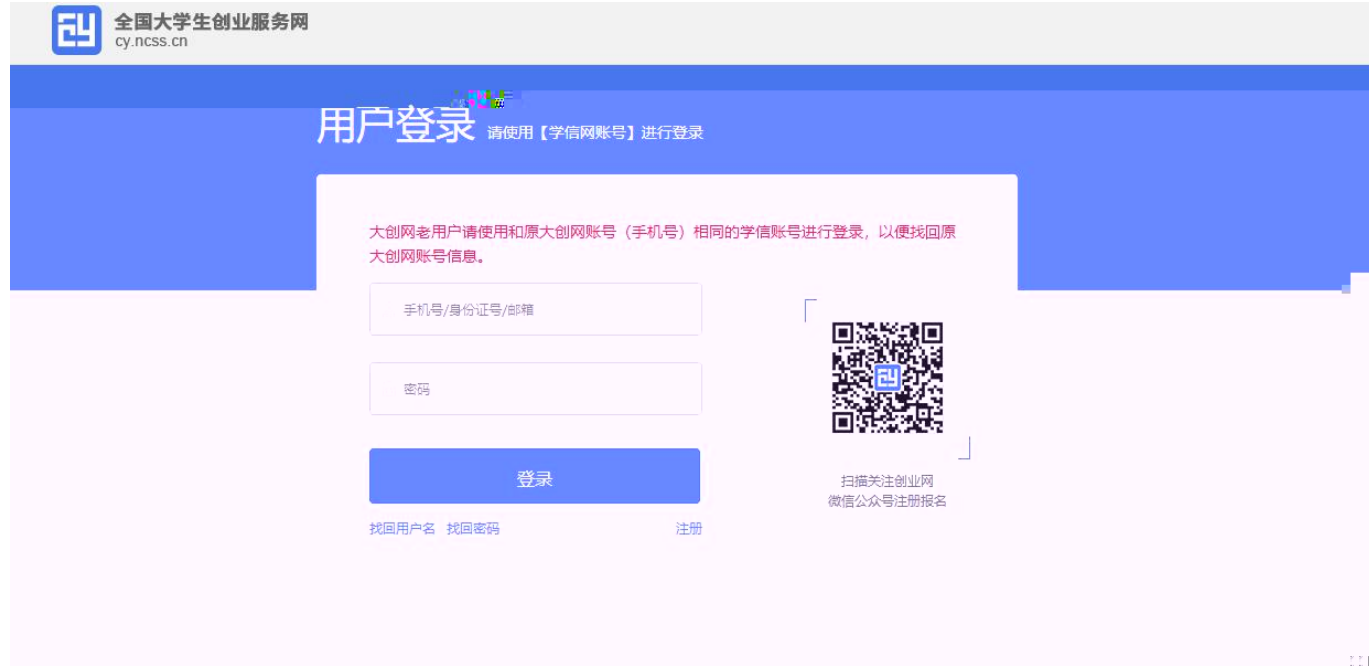 全国大学生创业服务网
cy.ncss.cn
用户登录 请使用【学信网账号】进行登录
大创网老用户请使用和原大创网账号（手机号）相同的学信账号进行登录，以便找回原
大创网账号信息。
手机号/身份证号/邮箱
密码
登录
找回用户名 找回密码 注册
扫描关注创业网
微信公众号注册报名